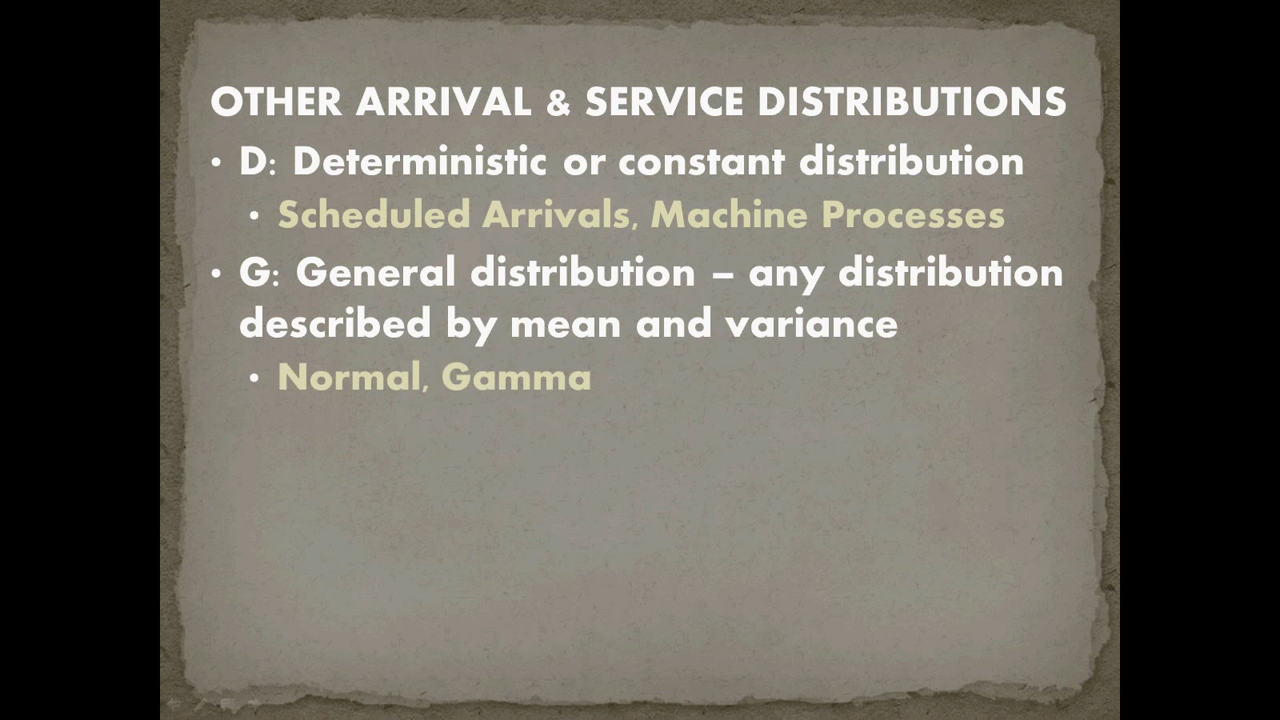 OTHER ARRIVAL & SERVICE DISTRIBUTIONS
• D: Deterministic or constant distribution
• Scheduled Arrivals, Machine Processes
• G: General distribution – any distribution
described by mean and variance
• Normal, Gamma